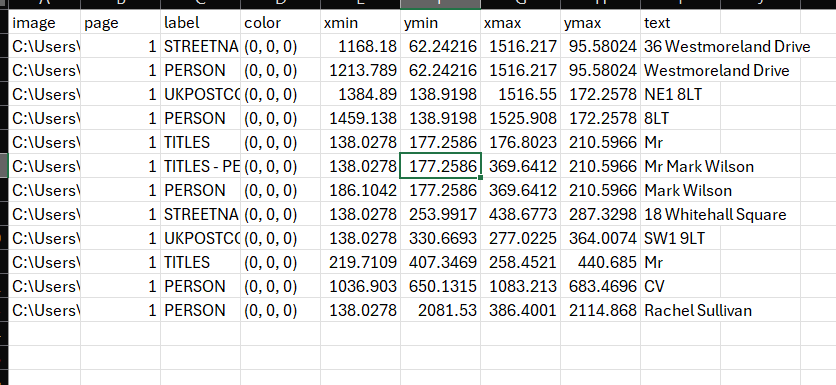 image page label color xmin ymin xmax ymax text
C:\Users\ 1 STREETNA (0, 0, 0) 1168.18 62.24216 1516.217 95.58024 36 Westmoreland Drive
C:\Users\ 1 PERSON (0, 0, 0) 1213.789 62.24216 1516.217 95.58024 Westmoreland Drive
C:\Users\ 1 UKPOSTCO (0, 0, 0) 1384.89 138.9198 1516.55 172.2578 NE1 8LT
C:\Users\ 1 PERSON (0, 0, 0) 1459.138 138.9198 1525.908 172.2578 8LT
C:\Users\ 1 TITLES (0, 0, 0) 138.0278 177.2586 176.8023 210.5966 Mr
C:\Users\ 1 TITLES - PE (0, 0, 0) 138.0278 177.2586 369.6412 210.5966 Mr Mark Wilson
C:\Users\ 1 PERSON (0, 0, 0) 186.1042 177.2586 369.6412 210.5966 Mark Wilson
C:\Users\ 1 STREETNA (0, 0, 0) 138.0278 253.9917 438.6773 287.3298 18 Whitehall Square
C:\Users\ 1 UKPOSTCO (0, 0, 0) 138.0278 330.6693 277.0225 364.0074 SW1 9LT
C:\Users\ 1 TITLES (0, 0, 0) 219.7109 407.3469 258.4521 440.685 Mr
C:\Users\ 1 PERSON (0, 0, 0) 1036.903 650.1315 1083.213 683.4696 CV
C:\Users\ 1 PERSON (0, 0, 0) 138.0278 2081.53 386.4001 2114.868 Rachel Sullivan